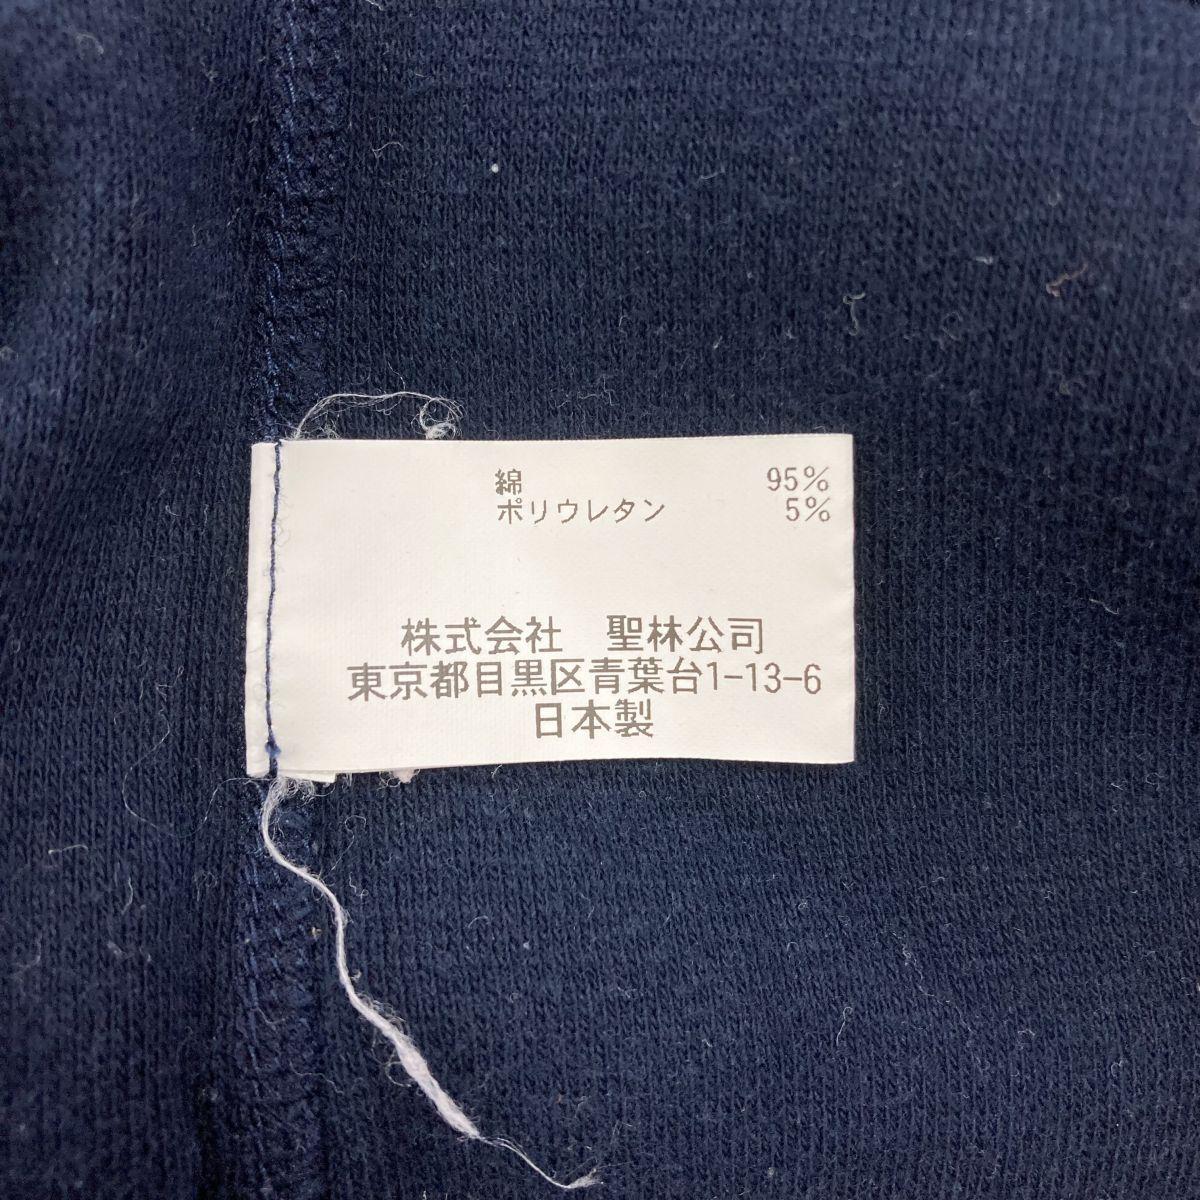 綿 95%
ポリウレタン 5%
株式会社 聖林公司
東京都目黒区青葉台1-13-6
日本製